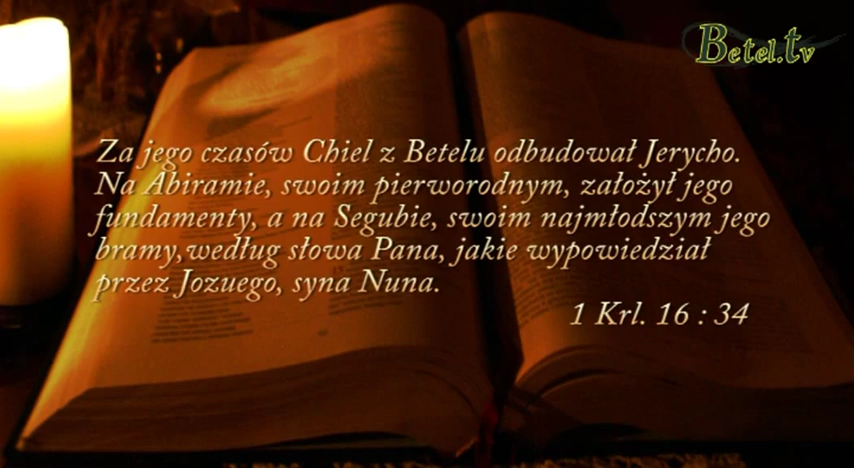 Betel.tv
Za jego czasów Chiel z Betelu odbudował Jerycho.
Na Abiramie, swoim pierworodnym, założył jego
fundamenty, a na Segubie, swoim najmłodszym jego
bramy,według słowa Pana, jakie wypowiedział
przez Jozuego, syna Nuna.
1 Krl. 16 : 34